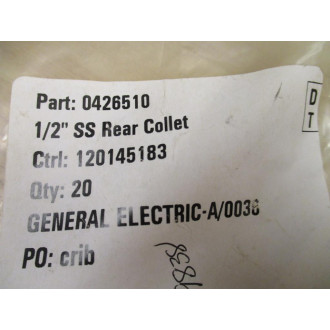 Part: 0426510
1/2" SS Rear Collet
Ctrl: 120145183
Qty: 20
GENERAL ELECTRIC-A/0036
PO: crib
D
T